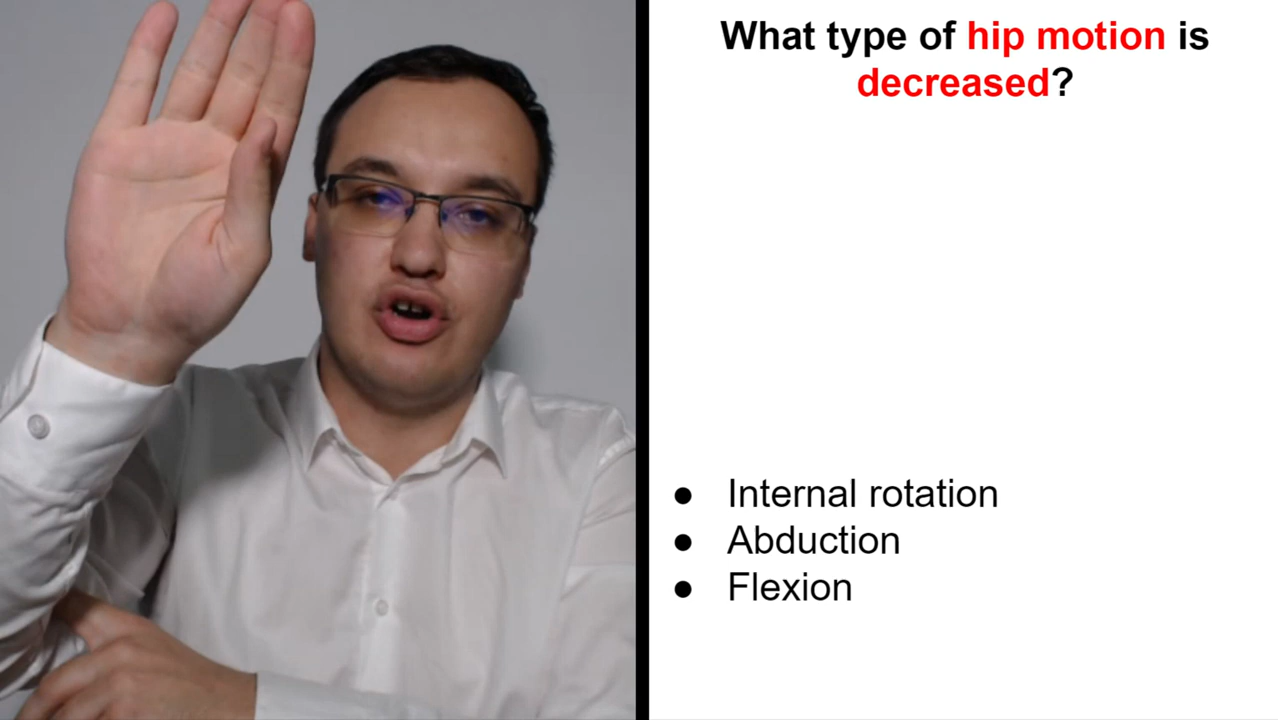 What type of hip motion is
decreased?
● Internal rotation
● Abduction
● Flexion